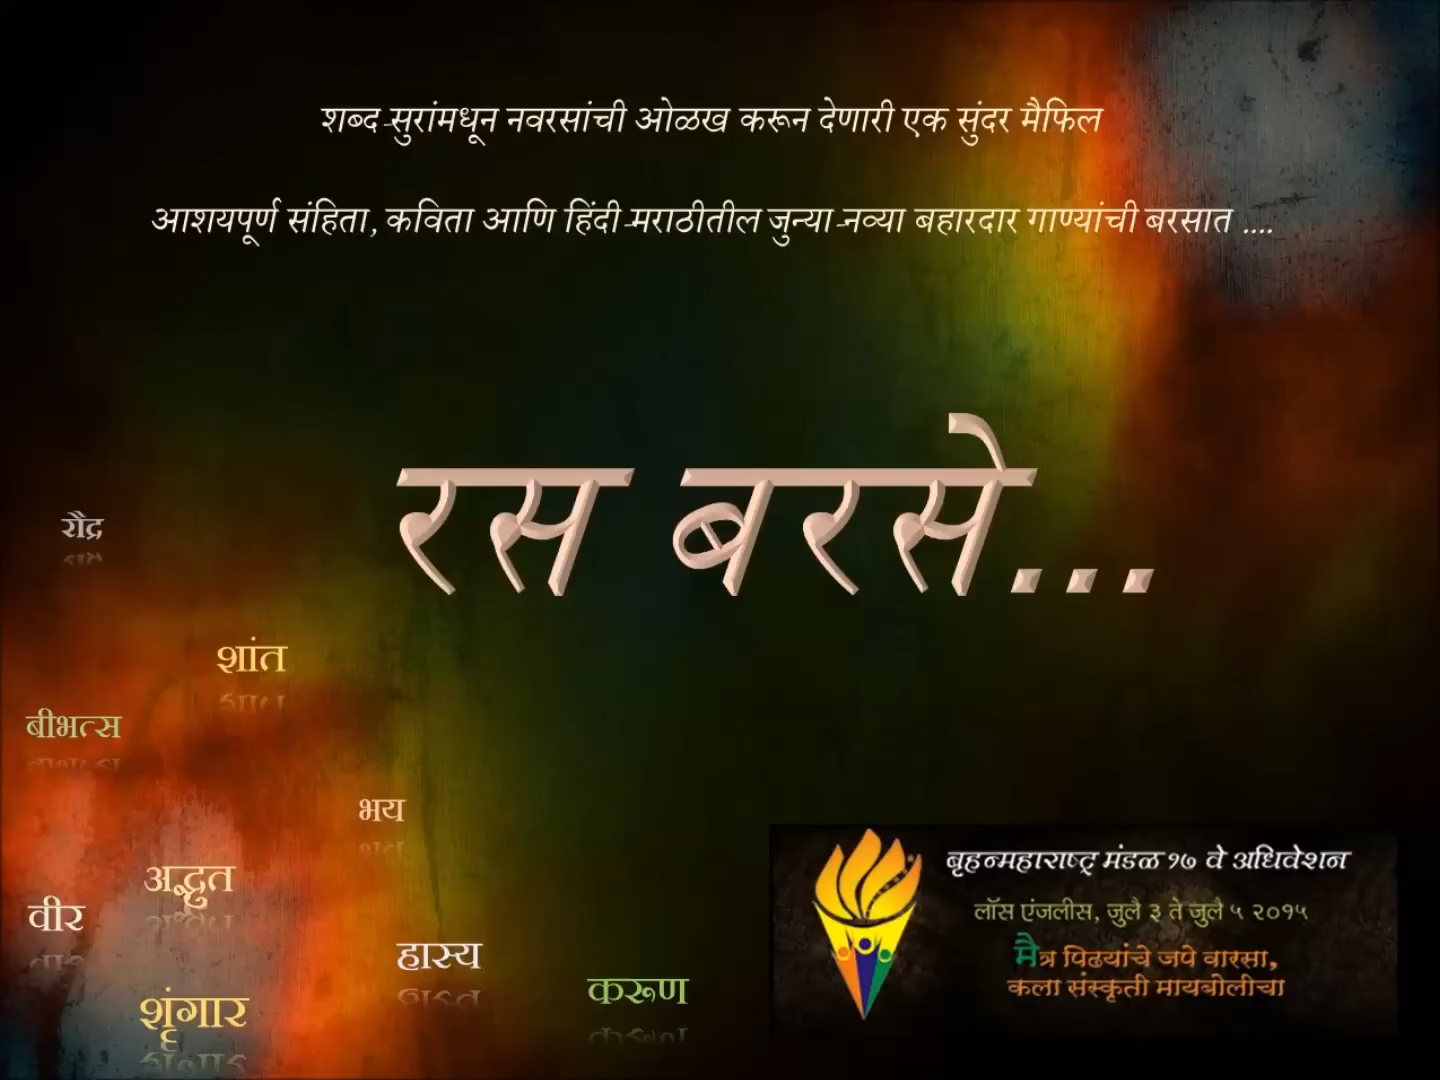 शब्द-सुरांमधून नवरसांची ओळख करून देणारी एक सुंदर मैफिल
आशयपूर्ण संहिता, कविता आणि हिंदी-मराठीतील जुन्या-नव्या बहारदार गाण्यांची बरसात ....
रस बरसे...
रौद्र
शांत
बीभत्स
भय
अद्भुत
वीर
हास्य
करूण
शृंगार
बृहन्महाराष्ट्र मंडळ १७ वे अधिवेशन
लॉस एंजलीस, जुलै ३ ते जुलै ५ २०१५
मैत्र पिढयांचे जपे वारसा,
कला संस्कृती मायबोलीचा